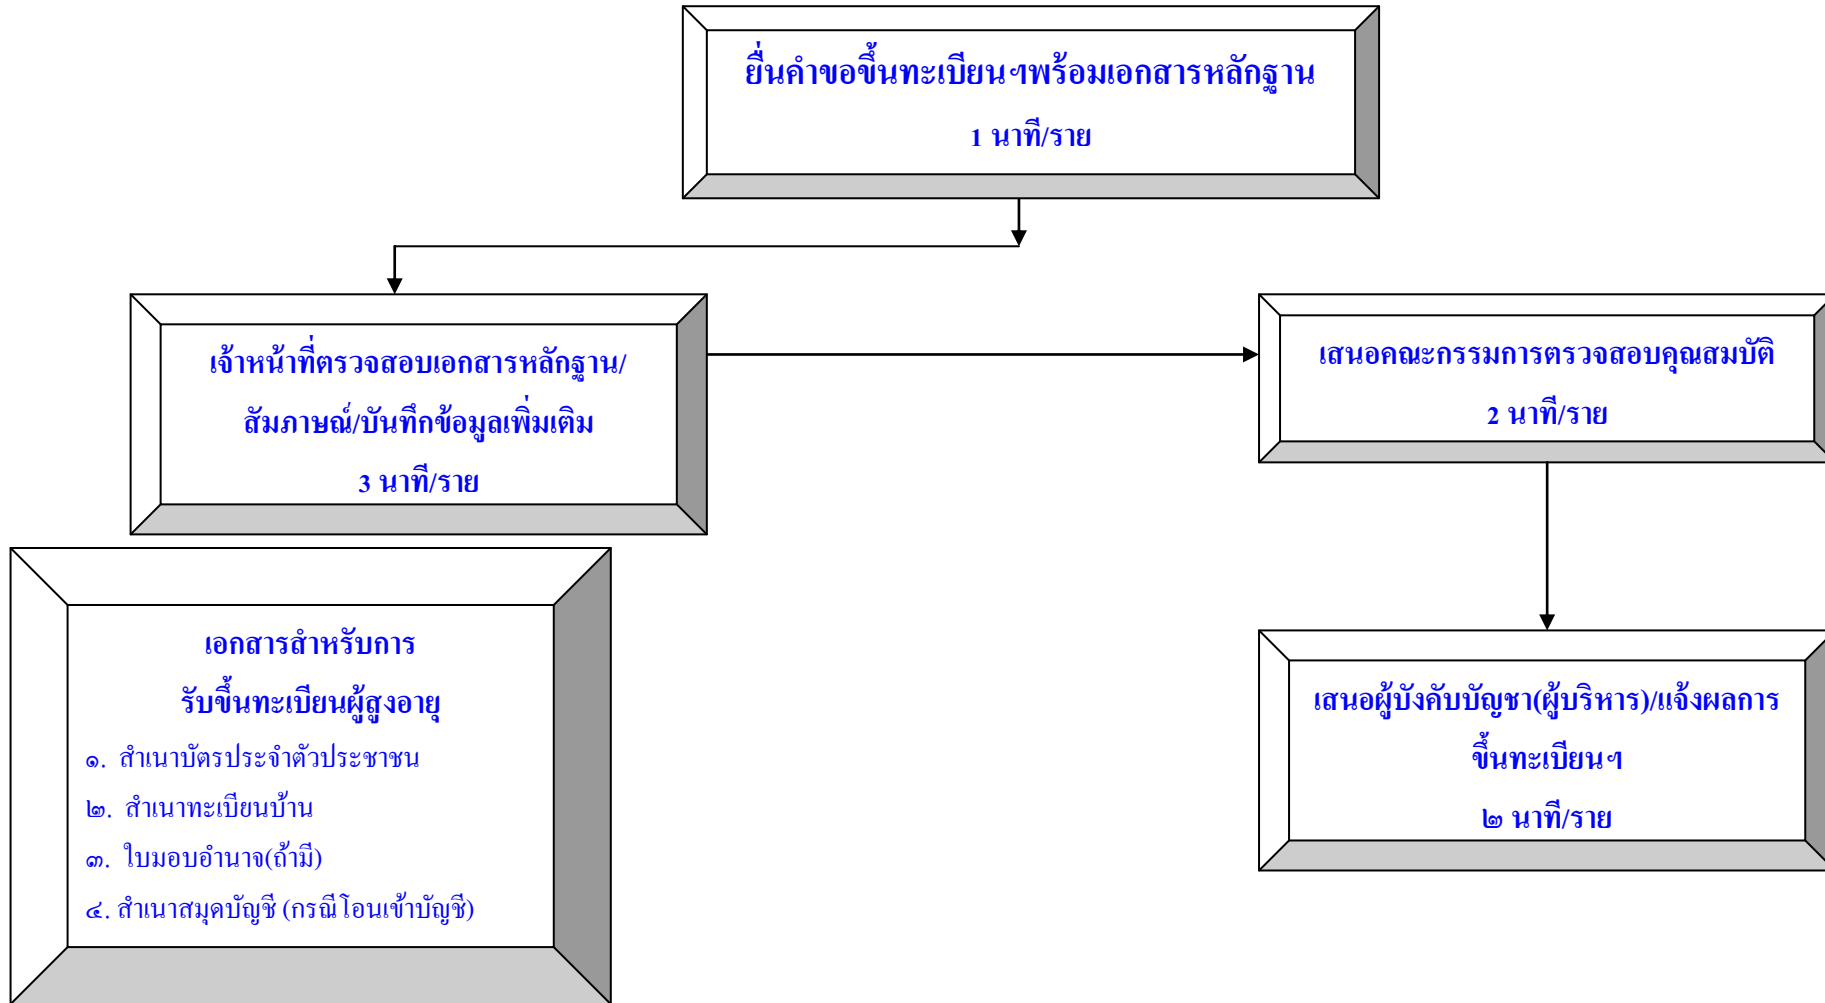 ยื่นคำขอขึ้นทะเบียนฯพร้อมเอกสารหลักฐาน
1 นาที/ราย
เจ้าหน้าที่ตรวจสอบเอกสารหลักฐาน/
สัมภาษณ์/บันทึกข้อมูลเพิ่มเติม
3 นาที/ราย
เสนอคณะกรรมการตรวจสอบคุณสมบัติ
2 นาที/ราย
เอกสารสำหรับการ
รับขึ้นทะเบียนผู้สูงอายุ
๑. สำเนาบัตรประจำตัวประชาชน
๒. สำเนาทะเบียนบ้าน
๓. ใบมอบอำนาจ(ถ้ามี)
๔. สำเนาสมุดบัญชี (กรณีโอนเข้าบัญชี)
เสนอผู้บังคับบัญชา(ผู้บริหาร)/แจ้งผลการ
ขึ้นทะเบียนฯ
๒ นาที/ราย